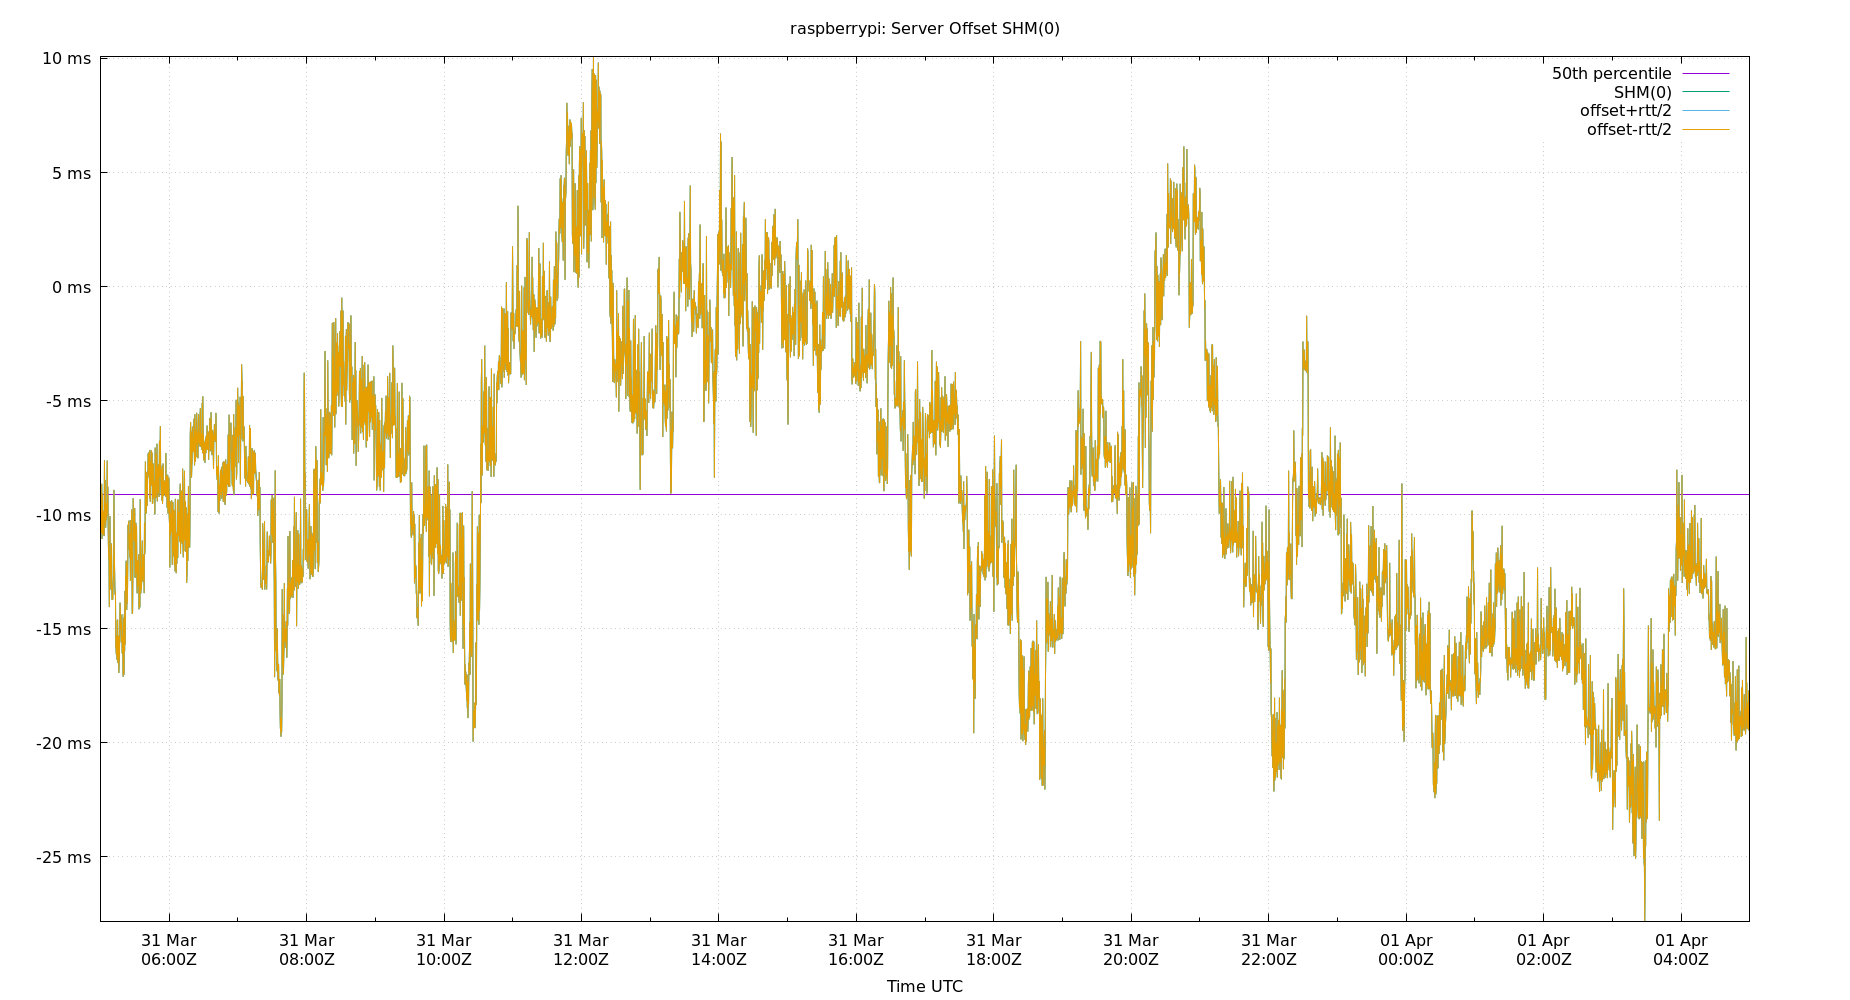 raspberrypi: Server Offset SHM(0)
10 ms
5 ms
0 ms
-5 ms
-10 ms
-15 ms
-20 ms
-25 ms
50th percentile
SHM(0)
offset+rtt/2
offset-rtt/2
31 Mar 31 Mar 31 Mar 31 Mar 31 Mar 31 Mar 31 Mar 31 Mar 31 Mar 01 Apr 01 Apr 01 Apr
06:00Z 08:00Z 10:00Z 12:00Z 14:00Z 16:00Z 18:00Z 20:00Z 22:00Z 00:00Z 02:00Z 04:00Z
Time UTC